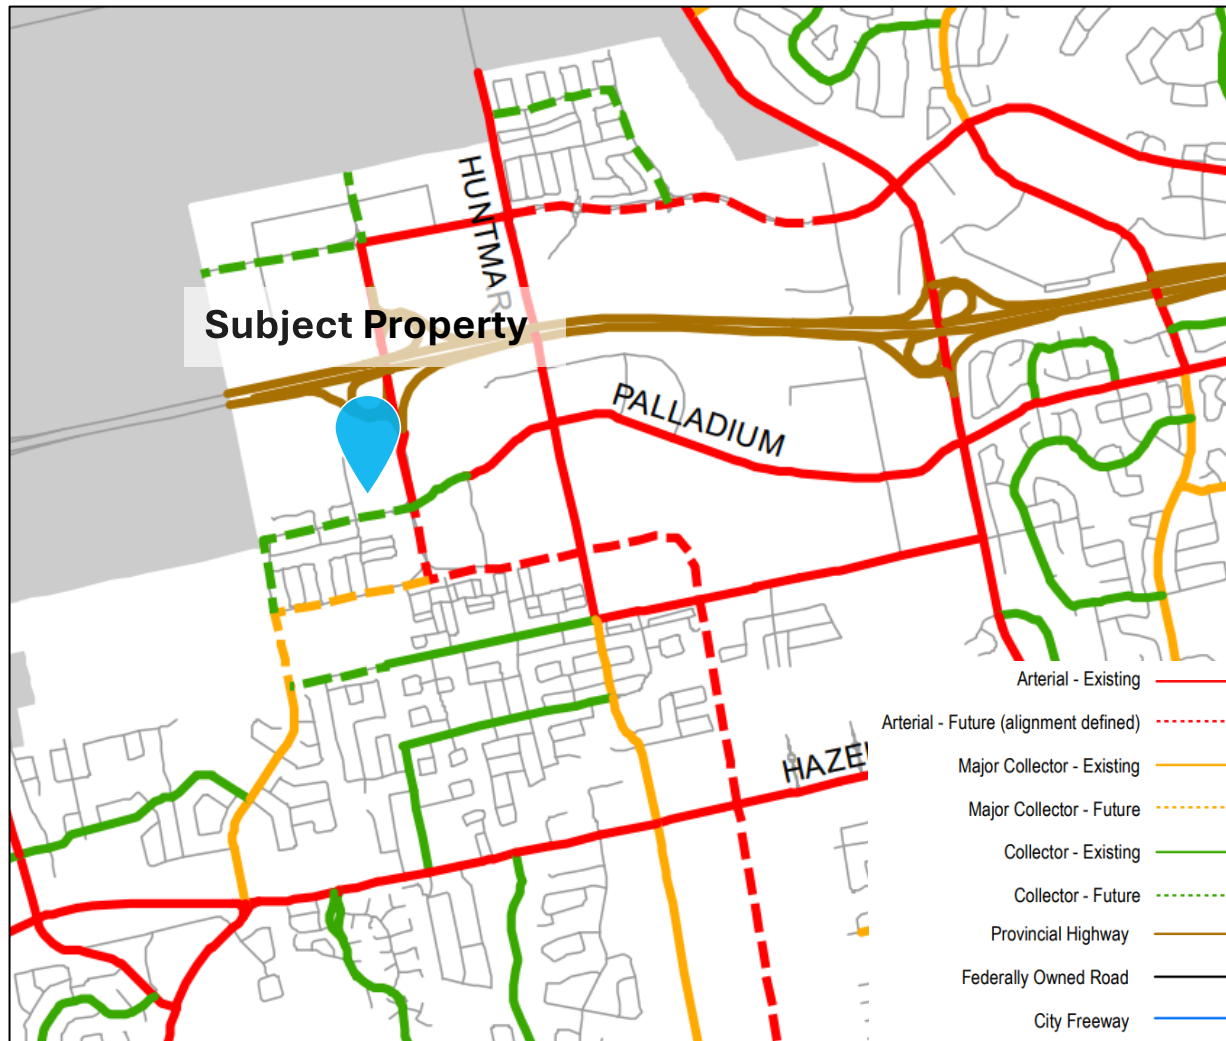 HUNTMAR
Subject Property
PALLADIUM
HAZE
Arterial - Existing
Arterial - Future (alignment defined)
Major Collector - Existing
Major Collector - Future
Collector - Existing
Collector - Future
Provincial Highway
Federally Owned Road
City Freeway